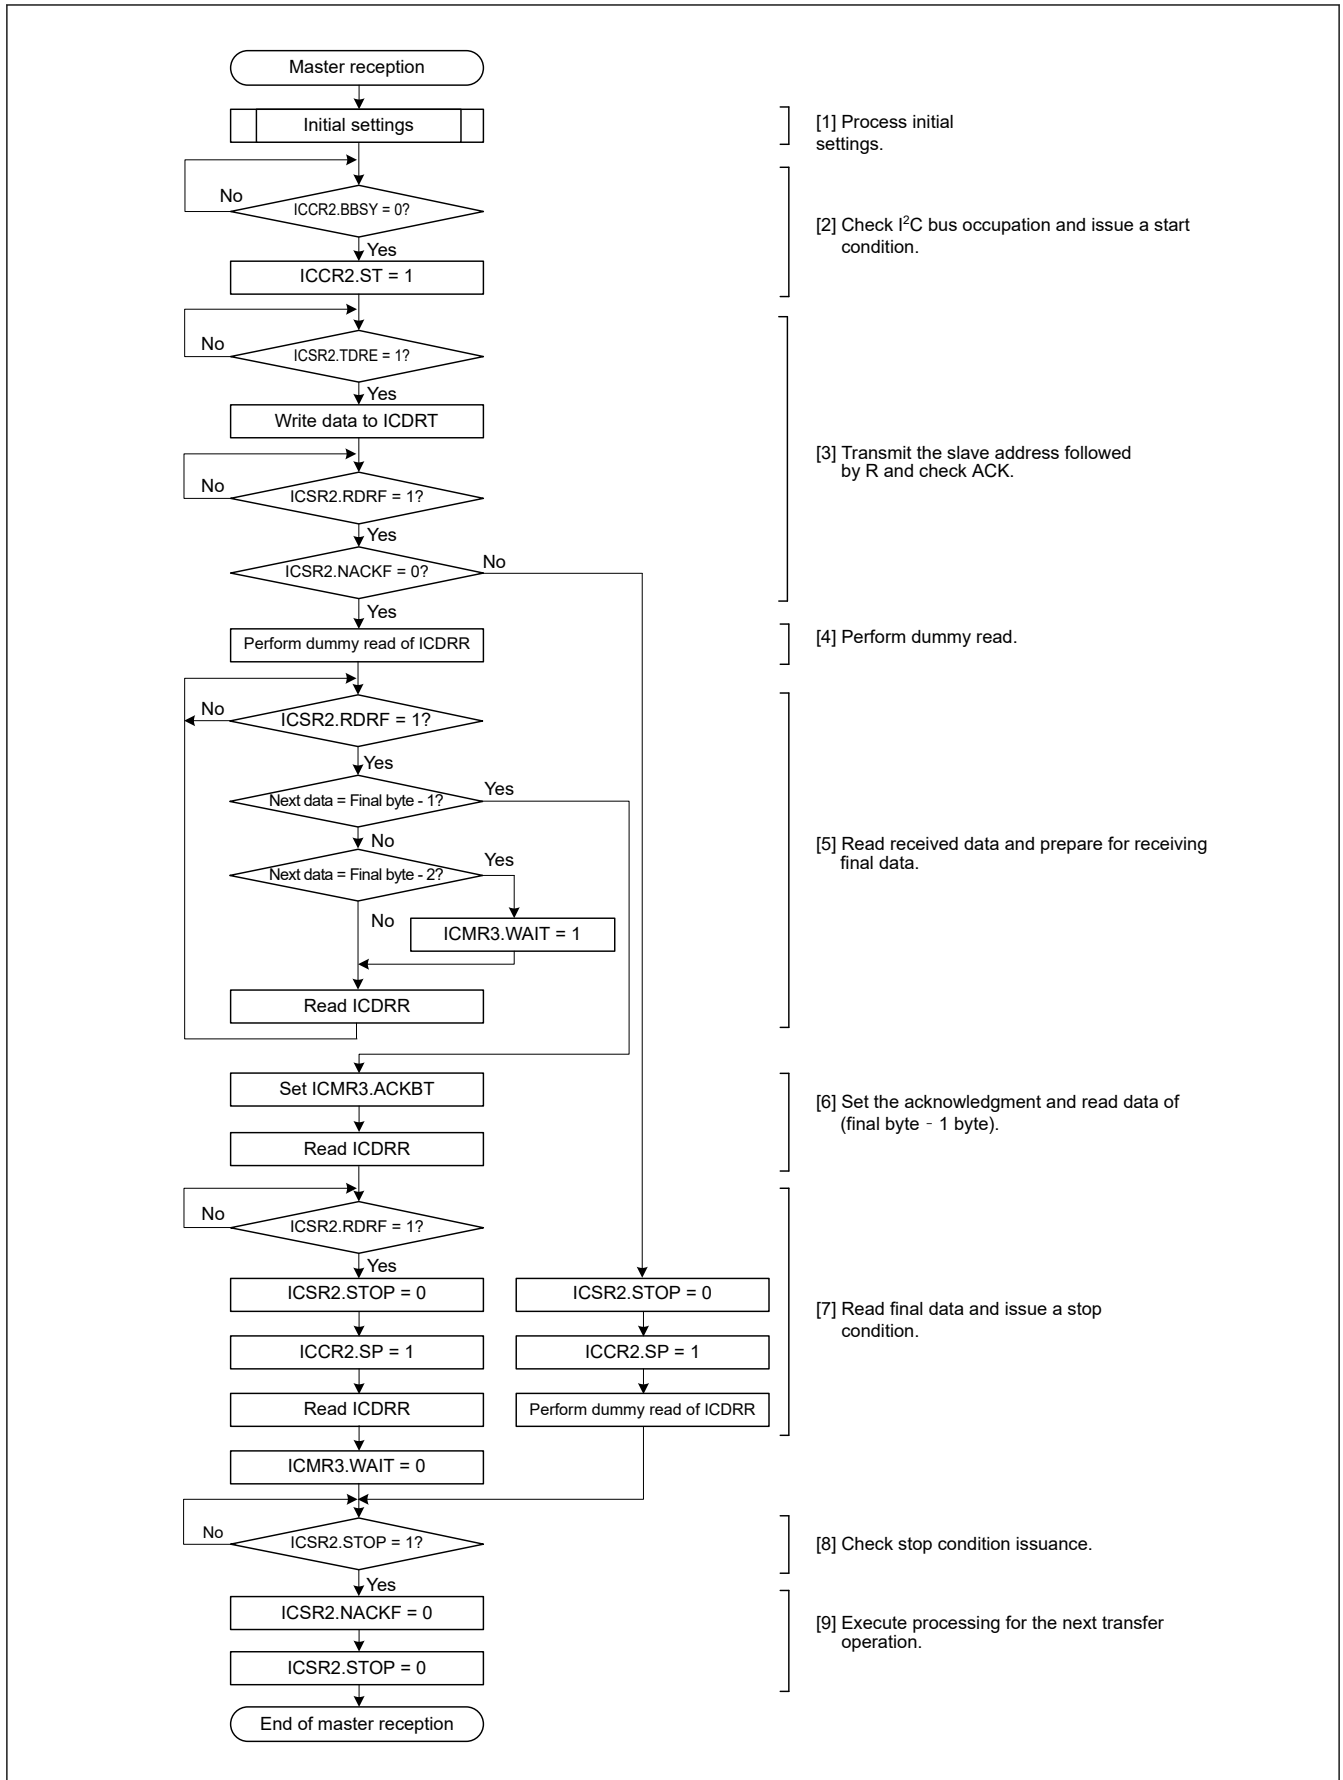 Master reception
Initial settings
[1] Process initial
settings.
No
ICCR2.BBSY = 0?
[2] Check I²C bus occupation and issue a start
condition.
Yes
ICCR2.ST = 1
No
ICSR2.TDRE = 1?
Yes
Write data to ICDRT
[3] Transmit the slave address followed
by R and check ACK.
No
ICSR2.RDRF = 1?
Yes
No
ICSR2.NACKF = 0?
Yes
Perform dummy read of ICDRR
[4] Perform dummy read.
No
ICSR2.RDRF = 1?
Yes
Yes
Next data = Final byte - 1?
No
Yes
Next data = Final byte - 2?
[5] Read received data and prepare for receiving
final data.
No
ICMR3.WAIT = 1
Read ICDRR
Set ICMR3.ACKBT
[6] Set the acknowledgment and read data of
(final byte - 1 byte).
Read ICDRR
No
ICSR2.RDRF = 1?
Yes
ICSR2.STOP = 0
ICSR2.STOP = 0
[7] Read final data and issue a stop
condition.
ICCR2.SP = 1
ICCR2.SP = 1
Read ICDRR
Perform dummy read of ICDRR
ICMR3.WAIT = 0
No
ICSR2.STOP = 1?
[8] Check stop condition issuance.
Yes
ICSR2.NACKF = 0
[9] Execute processing for the next transfer
operation.
ICSR2.STOP = 0
End of master reception